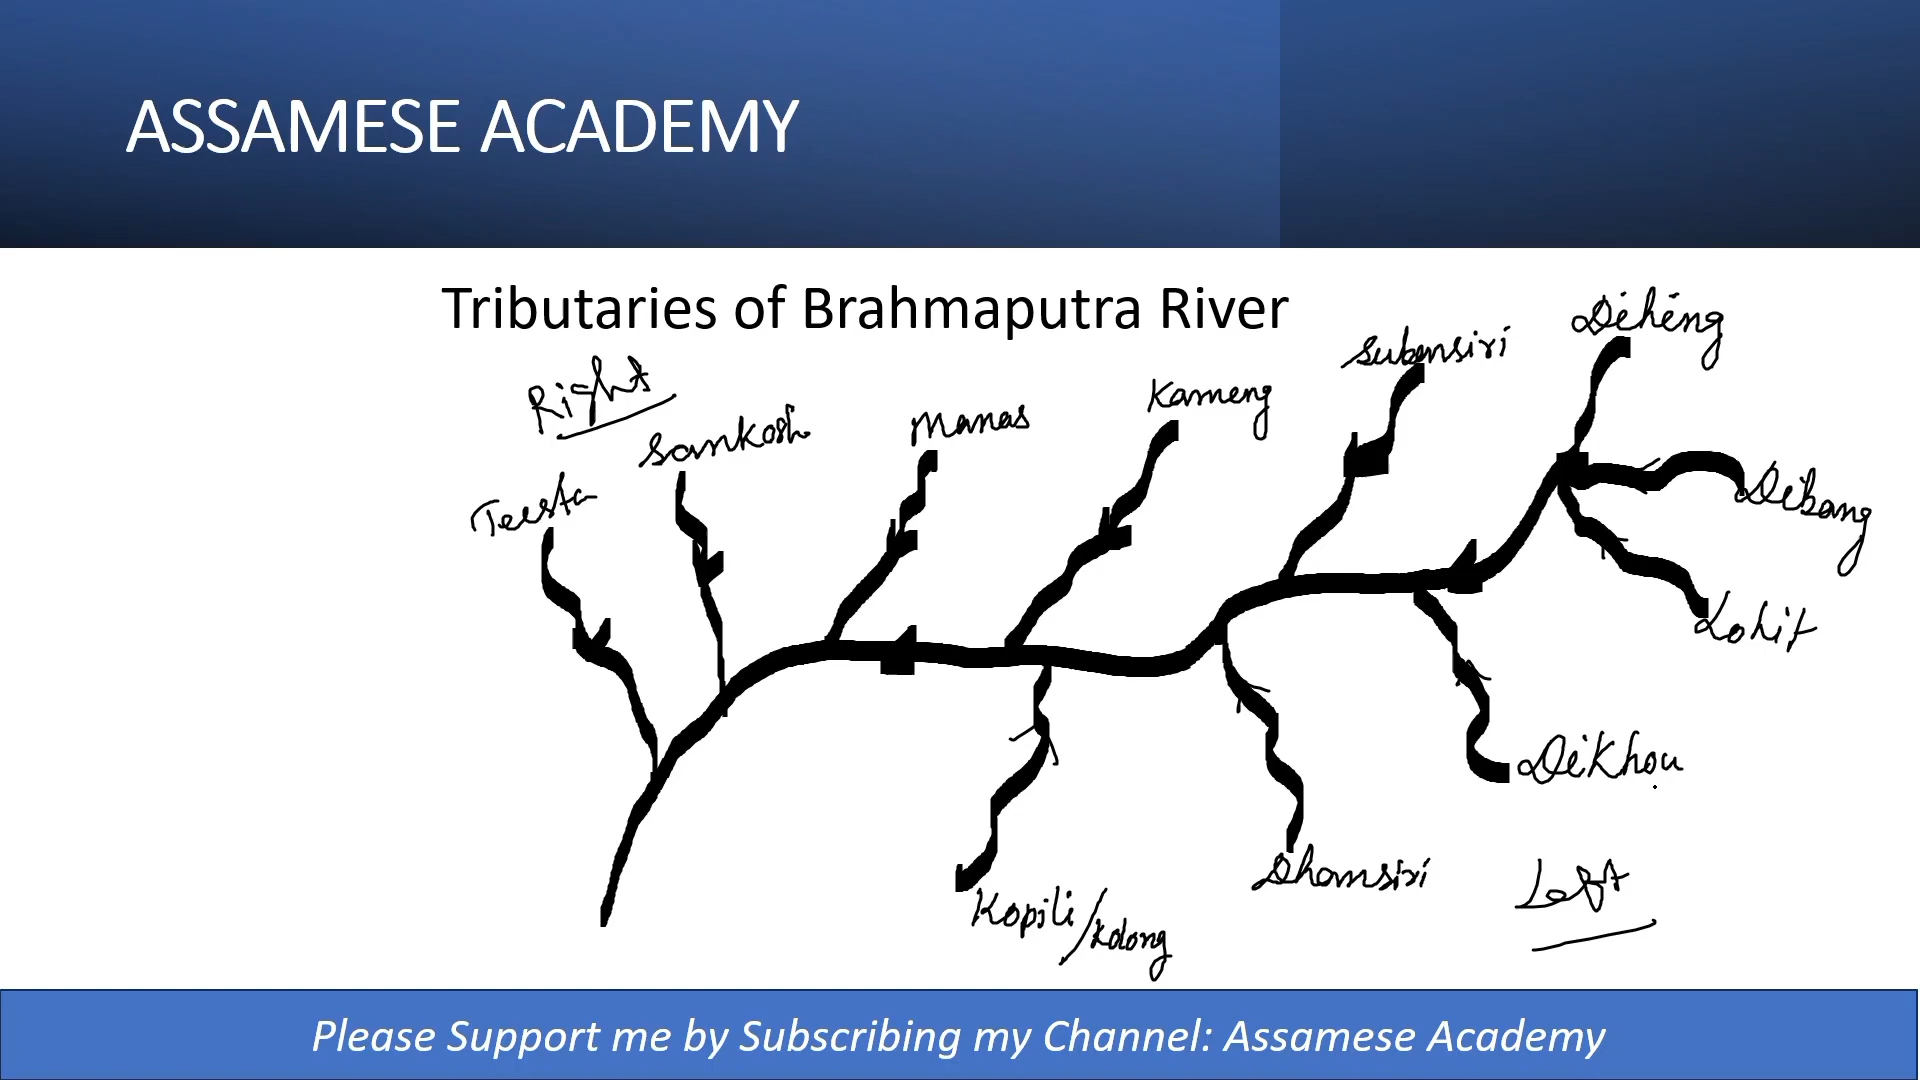 ASSAMESE ACADEMY
Tributaries of Brahmaputra River
Diheng
Subansiri
Right
Kameng
Manas
Sankosh
Teesta
Dibang
Lohit
Dikhou
Dhansiri
Left
Kopili/Kolong
Please Support me by Subscribing my Channel: Assamese Academy